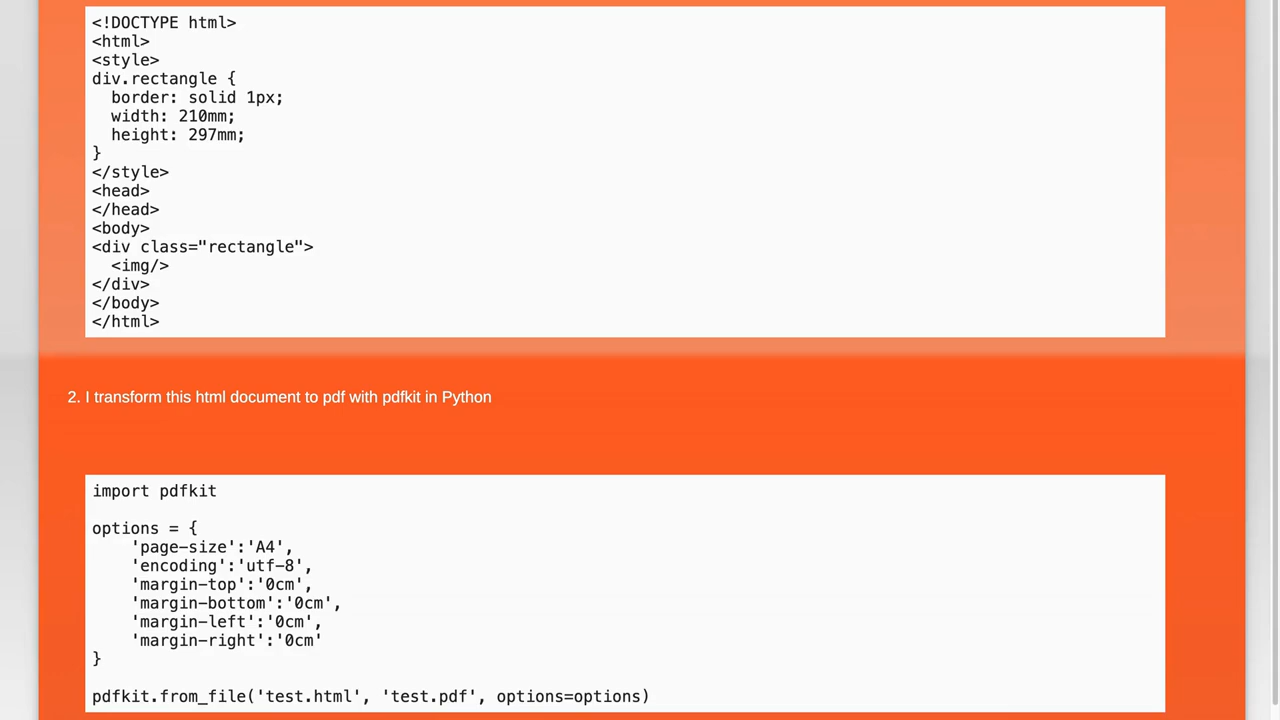 <!DOCTYPE html>
<html>
<style>
div.rectangle {
  border: solid 1px;
  width: 210mm;
  height: 297mm;
}
</style>
<head>
</head>
<body>
<div class="rectangle">
  <img/>
</div>
</body>
</html>
2. I transform this html document to pdf with pdfkit in Python
import pdfkit
options = {
    'page-size':'A4',
    'encoding':'utf-8',
    'margin-top':'0cm',
    'margin-bottom':'0cm',
    'margin-left':'0cm',
    'margin-right':'0cm'
}
pdfkit.from_file('test.html', 'test.pdf', options=options)